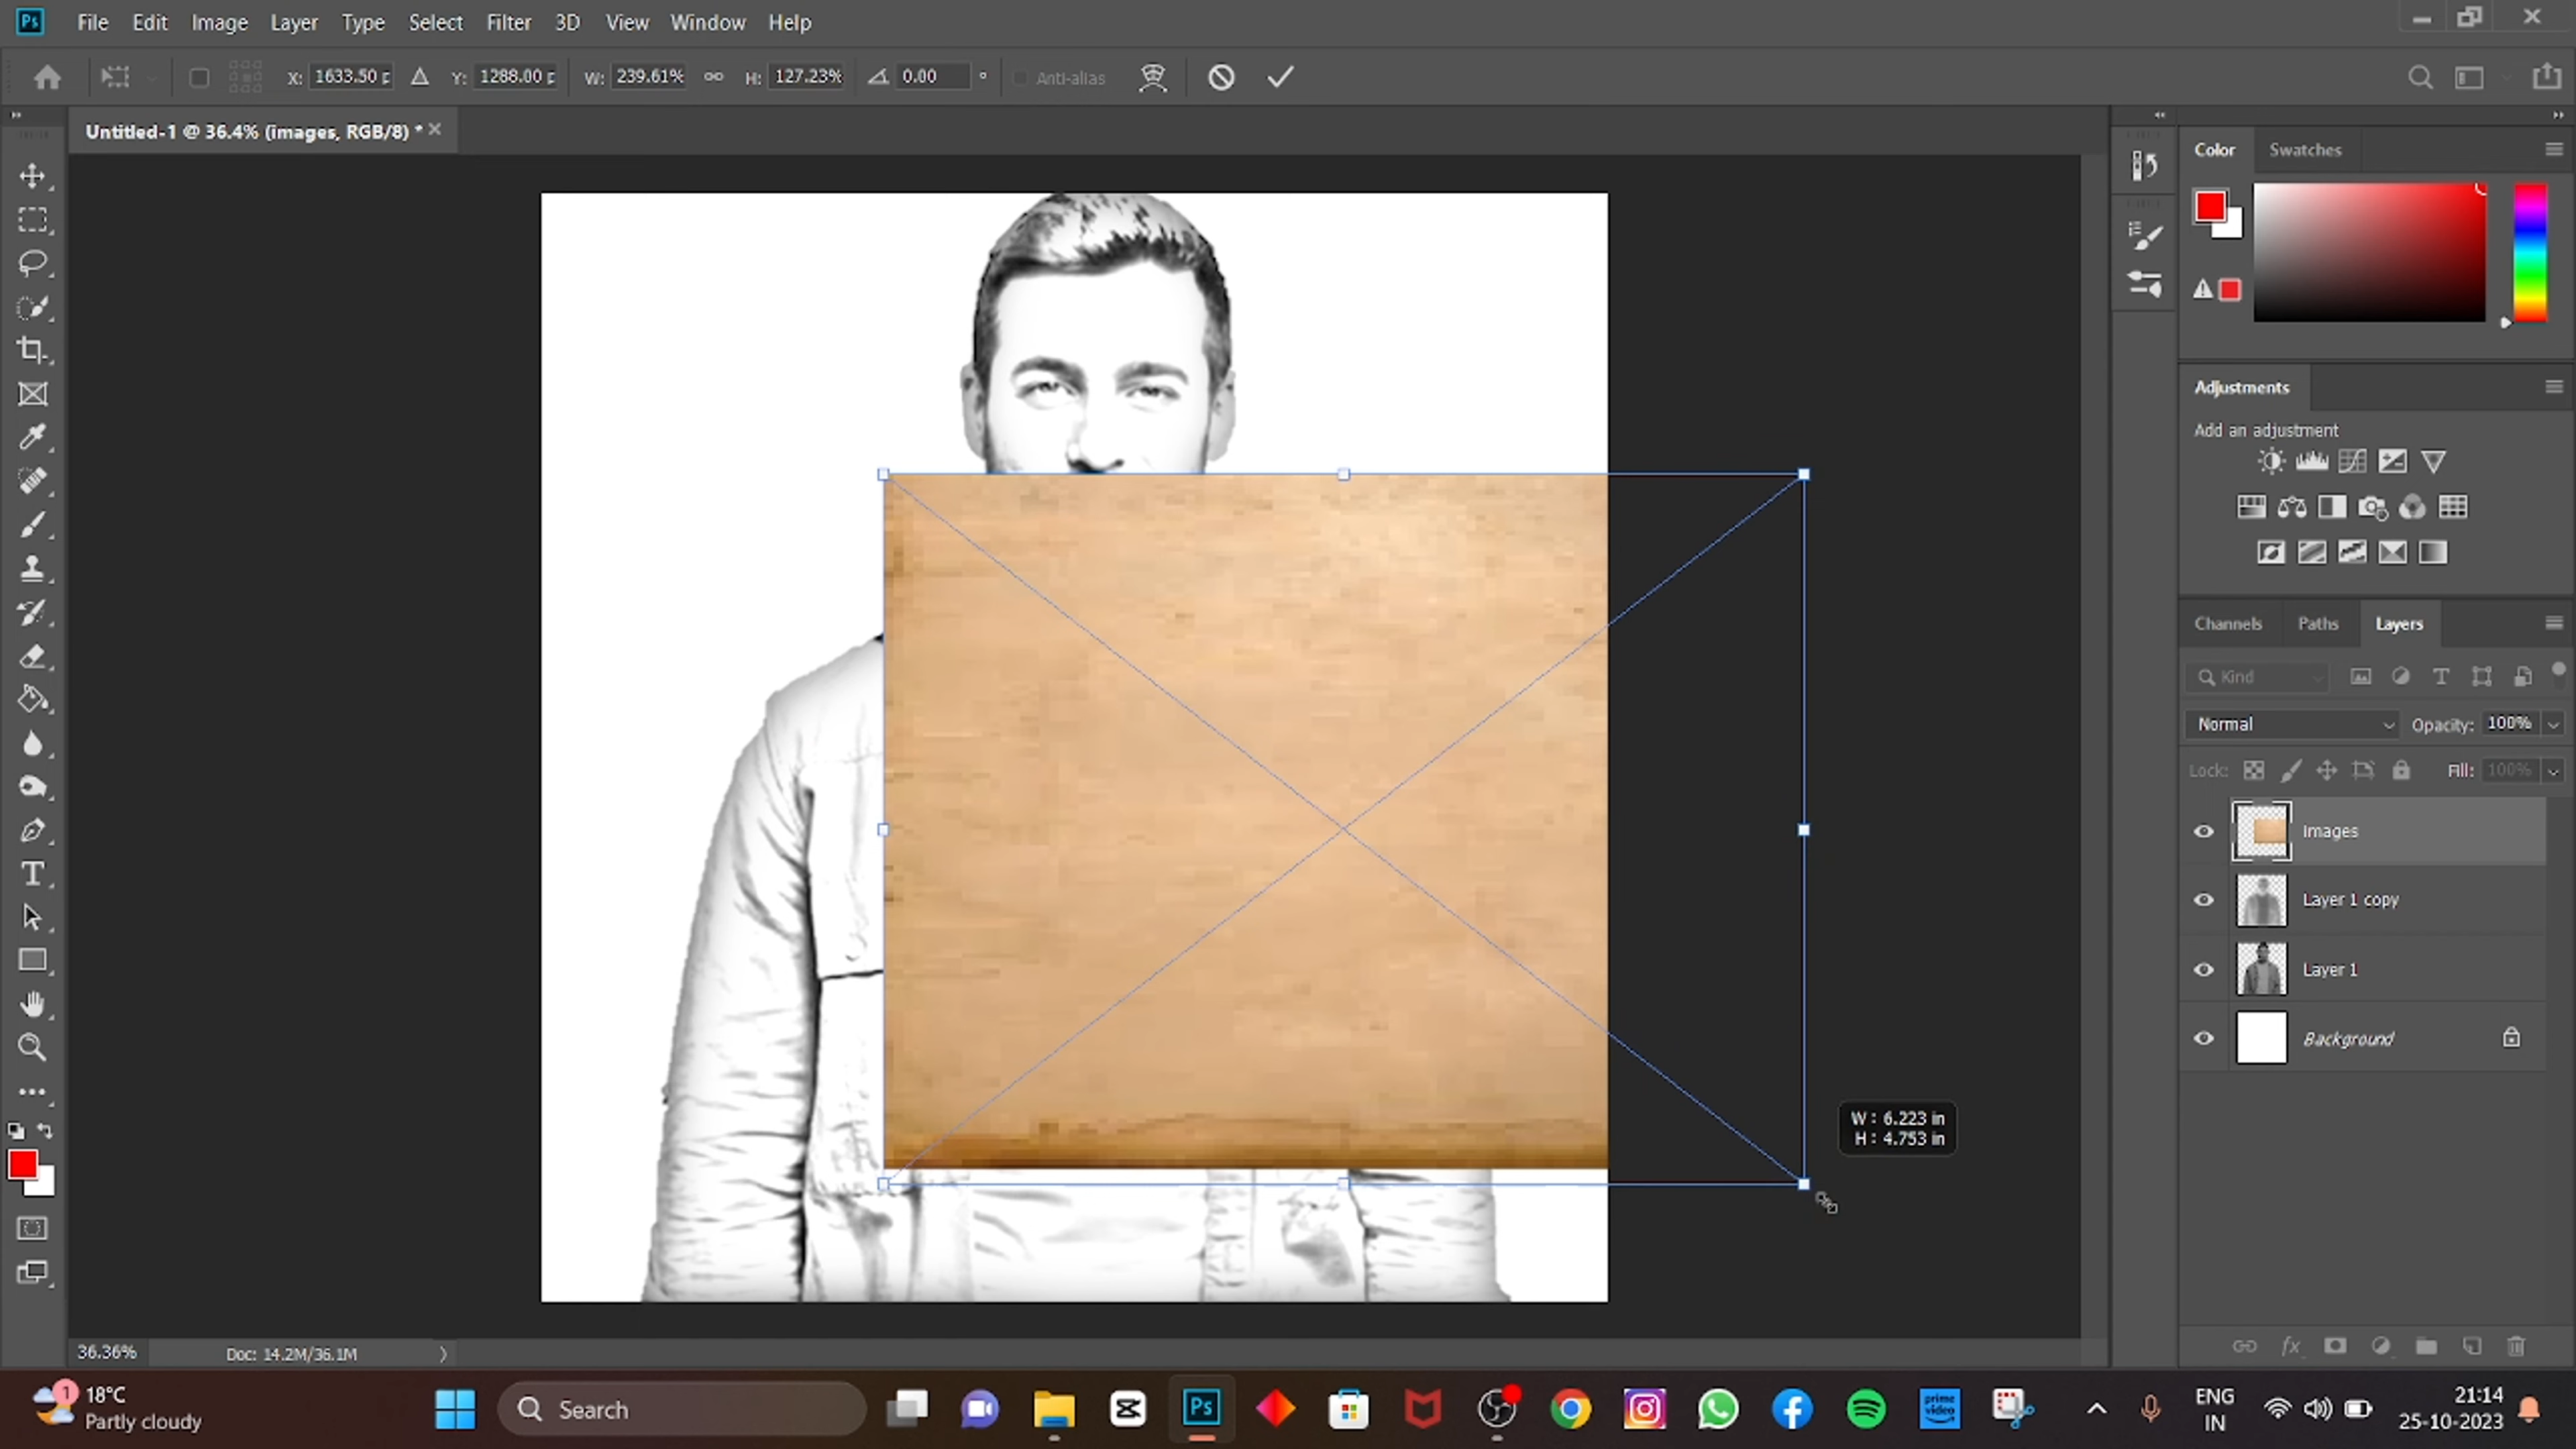 Ps File Edit Image Layer Type Select Filter 3D View Window Help
X: 1633.50 Y: 1288.00 W: 239.61% H: 127.23% 0.00 ° Anti-alias
Untitled-1 @ 36.4% (images, RGB/8) *
Color Swatches
Adjustments
Add an adjustment
Channels Paths Layers
Kind
Normal Opacity: 100%
Lock: Fill: 100%
images
Layer 1 copy
Layer 1
Background
W : 6.223 in
H : 4.753 in
36.36% Doc: 14.2M/36.1M
1 18°C
Partly cloudy
Search
Ps
prime
video
ENG
IN
21:14
25-10-2023